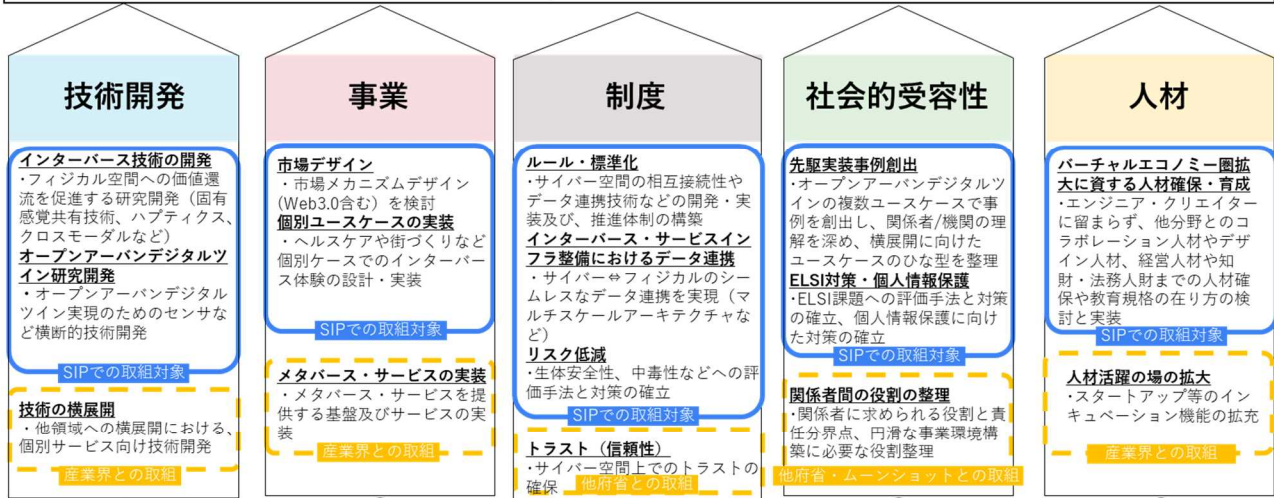 技術開発
インターバース技術の開発
・フィジカル空間への価値還
流を促進する研究開発（固有
感覚共有技術、ハプティクス、
クロスモーダルなど）
オープンアーバンデジタルツ
イン研究開発
・オープンアーバンデジタル
ツイン実現のためのセンサな
ど横断的技術開発
SIPでの取組対象
技術の横展開
・他領域への横展開における、
個別サービス向け技術開発
産業界との取組
事業
市場デザイン
・市場メカニズムデザイン
(Web3.0含む）を検討
個別ユースケースの実装
・ヘルスケアや街づくりなど
個別ケースでのインターバー
ス体験の設計・実装
SIPでの取組対象
メタバース・サービスの実装
・メタバース・サービスを提
供する基盤及びサービスの実
装
産業界との取組
制度
ルール・標準化
・サイバー空間の相互接続性や
データ連携技術などの開発・実
装及び、推進体制の構築
インターバース・サービスイン
フラ整備におけるデータ連携
・サイバー⇔フィジカルのシー
ムレスなデータ連携を実現（マ
ルチスケールアーキテクチャな
ど）
リスク低減
・生体安全性、中毒性などへの評
価手法と対策の確立
SIPでの取組対象
トラスト（信頼性）
・サイバー空間上でのトラストの
確保
他府省との取組
社会的受容性
先駆実装事例創出
・オープンアーバンデジタルツ
インの複数ユースケースで事
例を創出し、関係者/機関の理
解を深め、横展開に向けた
ユースケースのひな型を整理
ELSI対策・個人情報保護
・ELSI課題への評価手法と対策
の確立、個人情報保護に向け
た対策の確立
SIPでの取組対象
関係者間の役割の整理
・関係者に求められる役割と責
任分界点、円滑な事業環境構
築に必要な役割整理
他府省・ムーンショットとの取組
人材
バーチャルエコノミー圏拡
大に資する人材確保・育成
・エンジニア・クリエイター
に留まらず、他分野とのコ
ラボレーション人材やデザ
イン人材、経営人材や知
財・法務人財までの人材確
保や教育規格の在り方の検
討と実装
SIPでの取組対象
人材活躍の場の拡大
・スタートアップ等のイン
キュベーション機能の拡充
産業界との取組